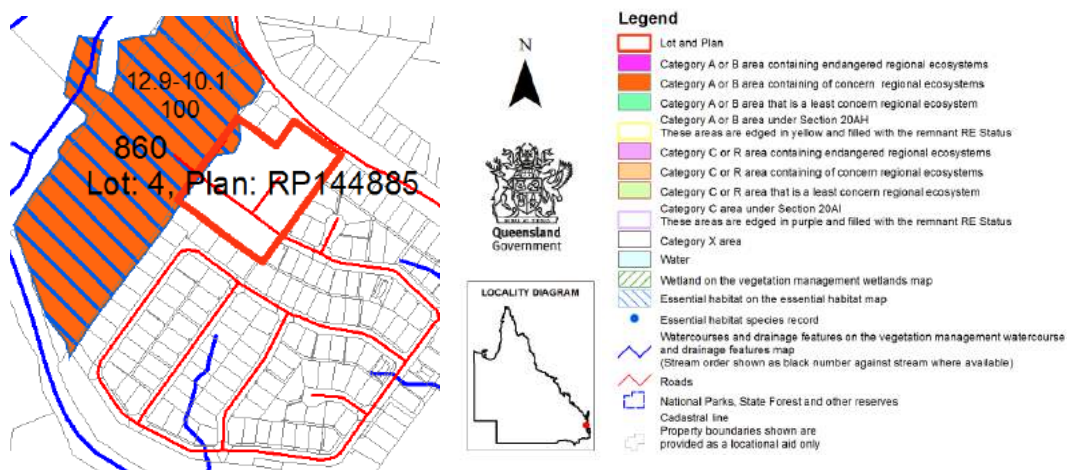 12.9-10.1
100
860
Lot: 4, Plan: RP144885
N
Queensland
Government
LOCALITY DIAGRAM
Legend
Lot and Plan
Category A or B area containing endangered regional ecosystems
Category A or B area containing of concern regional ecosystems
Category A or B area that is a least concern regional ecosystem
Category A or B area under Section 20AH
These areas are edged in yellow and filled with the remnant RE Status
Category C or R area containing endangered regional ecosystems
Category C or R area containing of concern regional ecosystems
Category C or R area that is a least concern regional ecosystem
Category C area under Section 20AI
These areas are edged in purple and filled with the remnant RE Status
Category X area
Water
Wetland on the vegetation management wetlands map
Essential habitat on the essential habitat map
Essential habitat species record
Watercourses and drainage features on the vegetation management watercourse
and drainage features map
(Stream order shown as black number against stream where available)
Roads
National Parks, State Forest and other reserves
Cadastral line
Property boundaries shown are
provided as a locational aid only